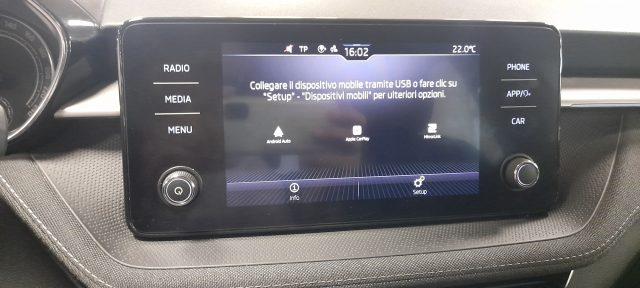 TP 16:02 22.0°C
RADIO
MEDIA
MENU
Collegare il dispositivo mobile tramite USB o fare clic su
"Setup" - "Dispositivi mobili" per ulteriori opzioni.
Android Auto Apple CarPlay MirrorLink
Info Setup
PHONE
APP/
CAR